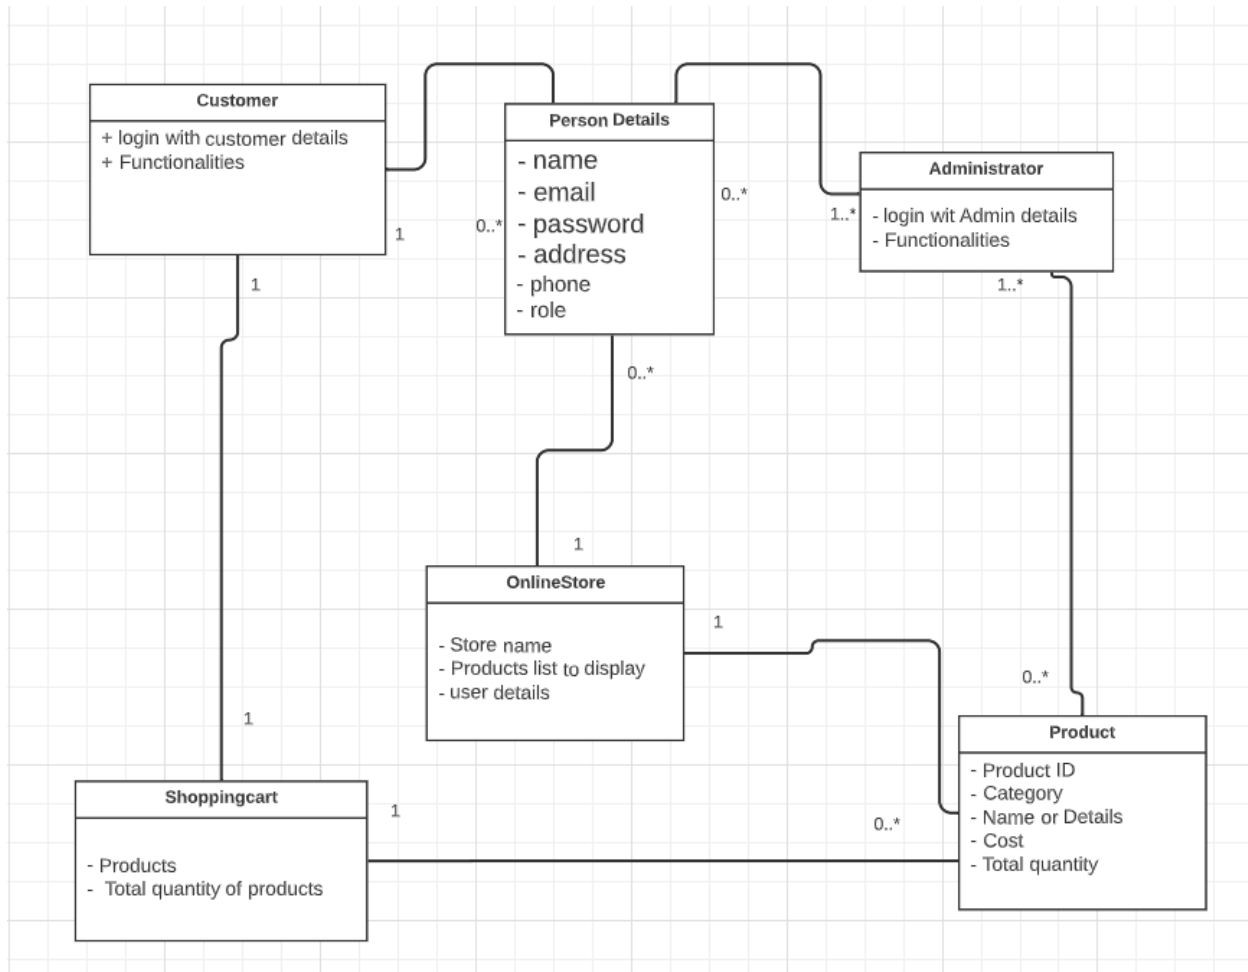 Customer
+ login with customer details
+ Functionalities
1
1
Person Details
- name
- email
- password
- address
- phone
- role
0..*
0..*
0..*
Administrator
- login wit Admin details
- Functionalities
1..*
1..*
1
OnlineStore
- Store name
- Products list to display
- user details
1
0..*
Product
- Product ID
- Category
- Name or Details
- Cost
- Total quantity
0..*
1
Shoppingcart
- Products
- Total quantity of products
1